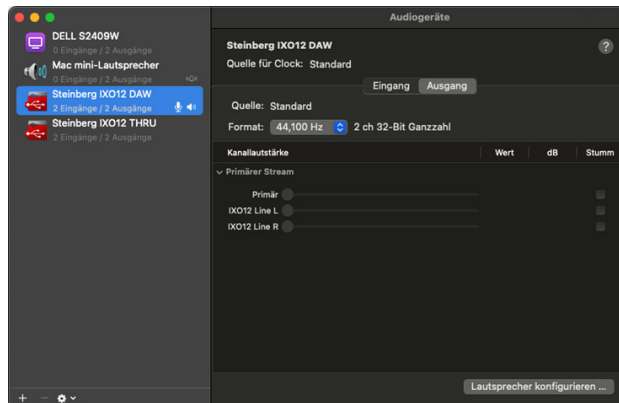 Audiogeräte
DELL S2409W
0 Eingänge / 2 Ausgänge
Mac mini-Lautsprecher
0 Eingänge / 2 Ausgänge
Steinberg IXO12 DAW
2 Eingänge / 2 Ausgänge
Steinberg IXO12 THRU
2 Eingänge / 2 Ausgänge
Steinberg IXO12 DAW
?
Quelle für Clock: Standard
Eingang Ausgang
Quelle: Standard
Format: 44,100 Hz 2 ch 32-Bit Ganzzahl
Kanallautstärke Wert dB Stumm
Primärer Stream
Primär
IXO12 Line L
IXO12 Line R
Lautsprecher konfigurieren ...